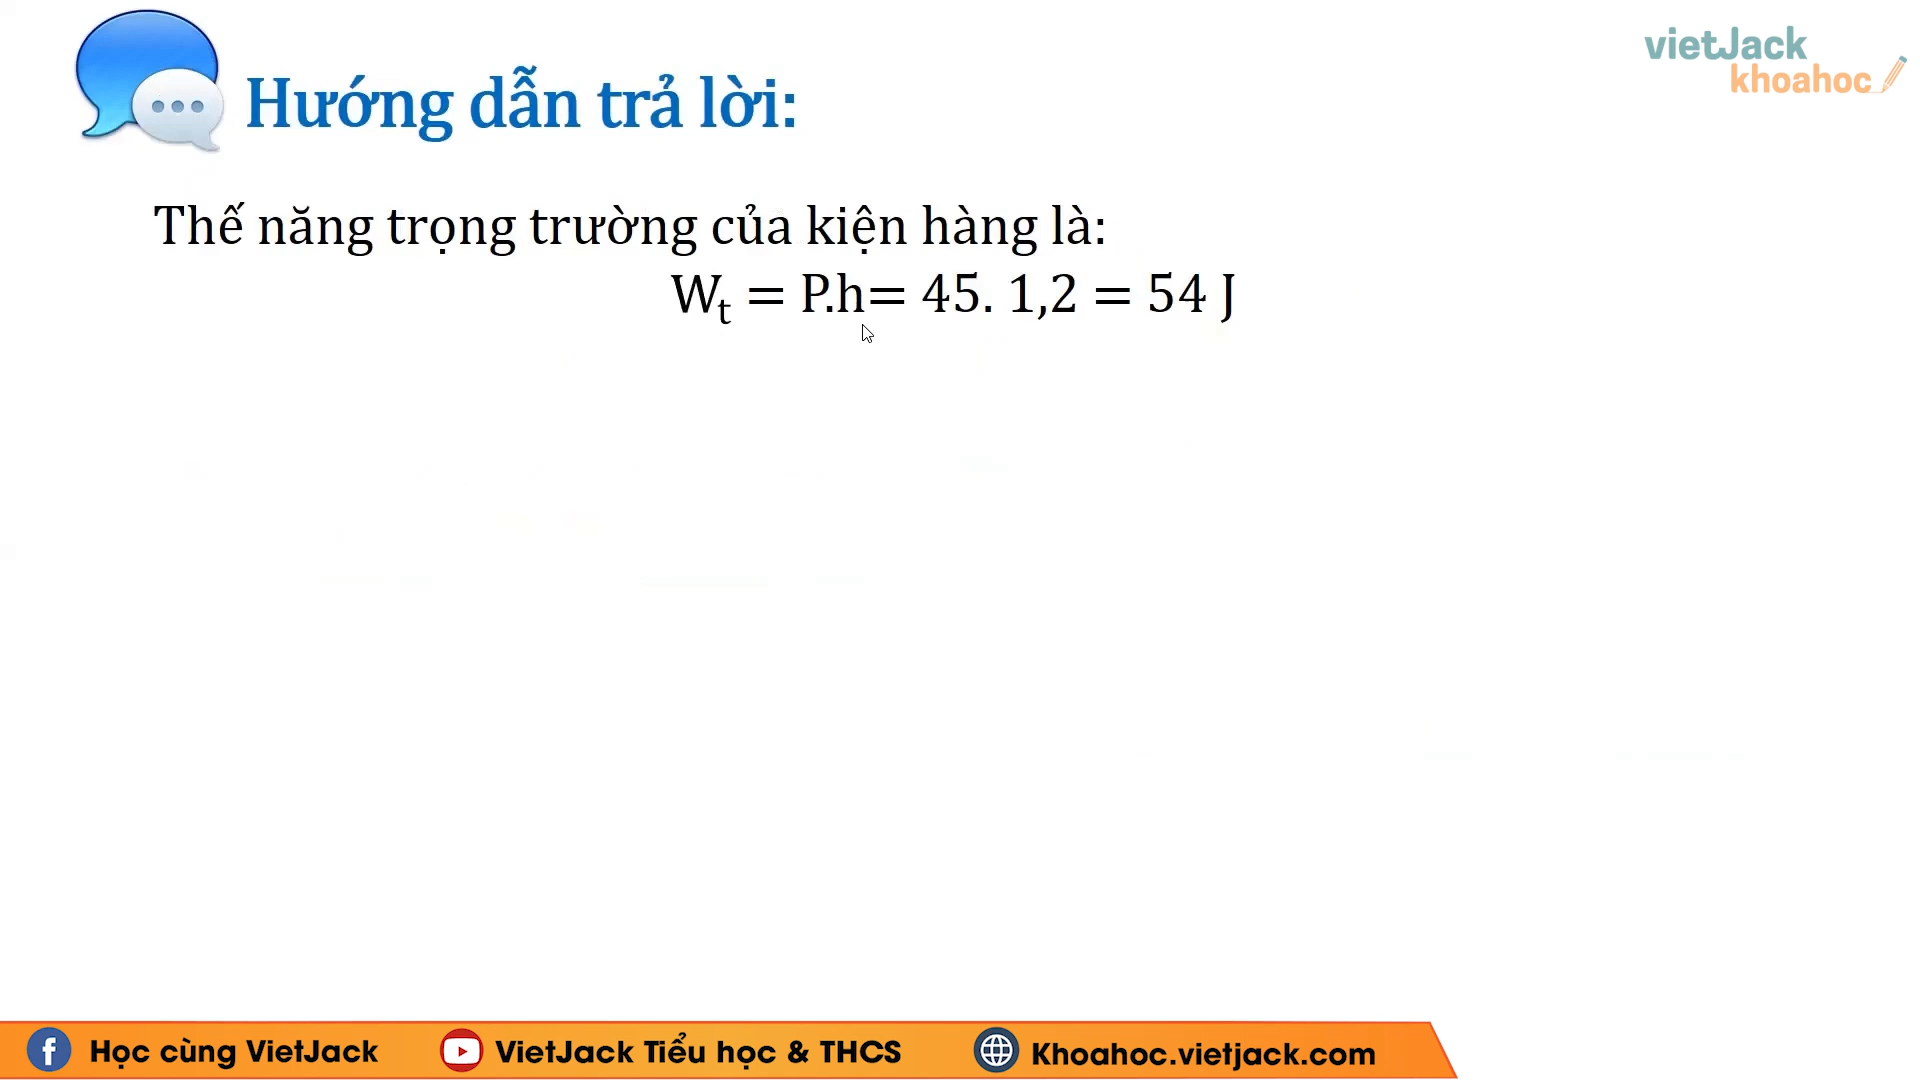 vietJack
khoahoc
Hướng dẫn trả lời:
Thế năng trọng trường của kiện hàng là:
Wₜ = P.h= 45. 1,2 = 54 J
Học cùng VietJack
VietJack Tiểu học & THCS
Khoahoc.vietjack.com